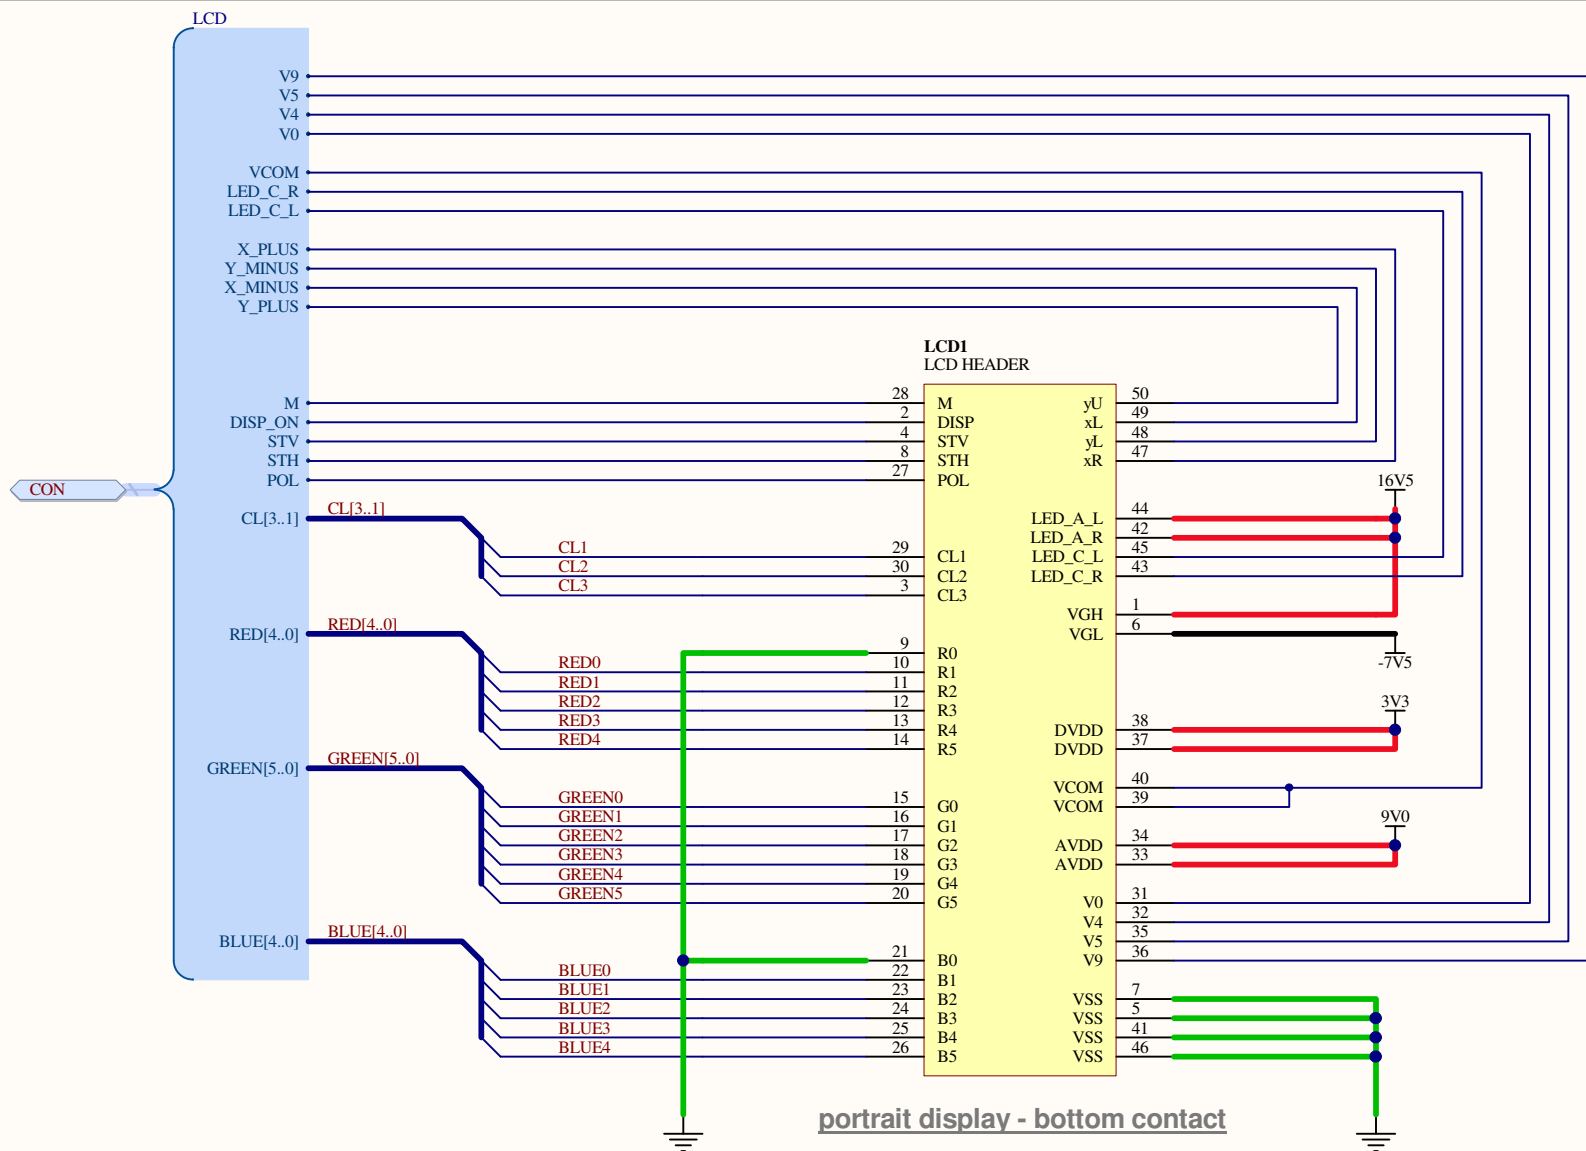 LCD
V9
V5
V4
V0
VCOM
LED_C_R
LED_C_L
X_PLUS
Y_MINUS
X_MINUS
Y_PLUS
M
DISP_ON
STV
STH
POL
CON
CL[3..1] CL[3..1]
CL1
CL2
CL3
RED[4..0] RED[4..0]
RED0
RED1
RED2
RED3
RED4
GREEN[5..0] GREEN[5..0]
GREEN0
GREEN1
GREEN2
GREEN3
GREEN4
GREEN5
BLUE[4..0] BLUE[4..0]
BLUE0
BLUE1
BLUE2
BLUE3
BLUE4
LCD1
LCD HEADER
28 M yU 50
2 DISP xL 49
4 STV yL 48
8 STH xR 47
27 POL
16V5
LED_A_L 44
LED_A_R 42
29 CL1 LED_C_L 45
30 CL2 LED_C_R 43
3 CL3
VGH 1
VGL 6
-7V5
9 R0
10 R1
11 R2
12 R3
3V3
13 R4 DVDD 38
14 R5 DVDD 37
VCOM 40
15 G0 VCOM 39
9V0
16 G1
17 G2 AVDD 34
18 G3 AVDD 33
19 G4
20 G5 V0 31
V4 32
V5 35
21 B0 V9 36
22 B1
23 B2 VSS 7
24 B3 VSS 5
25 B4 VSS 41
26 B5 VSS 46
portrait display - bottom contact